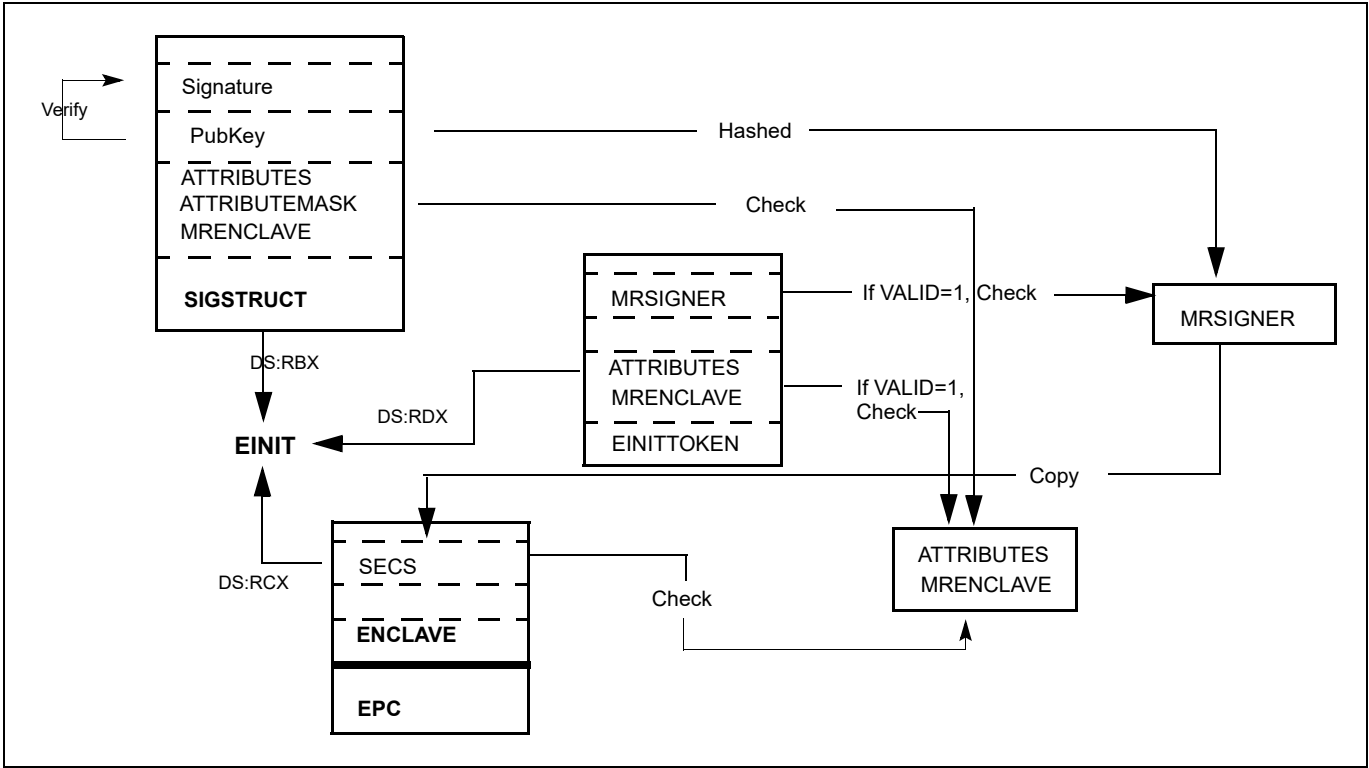 Signature
Verify
PubKey
Hashed
ATTRIBUTES
ATTRIBUTEMASK
Check
MRENCLAVE
SIGSTRUCT
MRSIGNER
If VALID=1, Check
MRSIGNER
DS:RBX
ATTRIBUTES
MRENCLAVE
If VALID=1,
Check
DS:RDX
EINIT
EINITTOKEN
Copy
SECS
DS:RCX
Check
ATTRIBUTES
MRENCLAVE
ENCLAVE
EPC